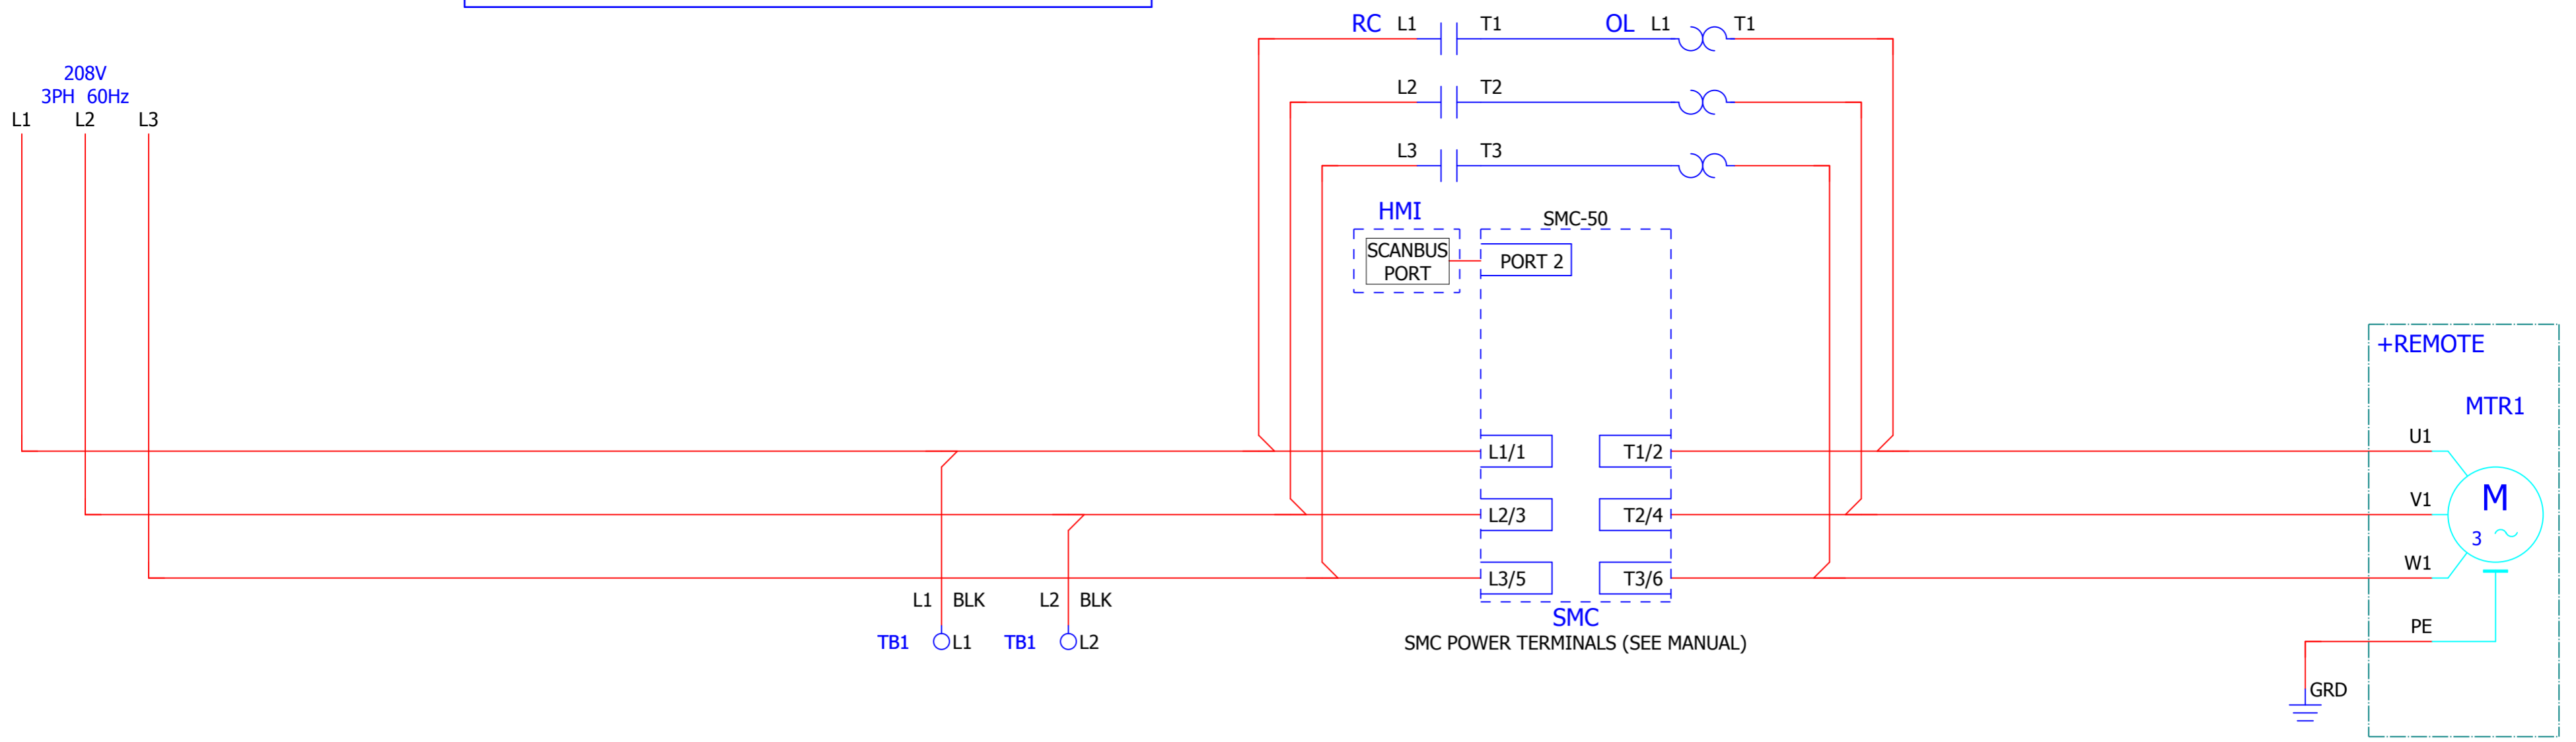 RC L1 T1 OL L1 T1
208V
3PH 60Hz
L1 L2 L3
L2 T2
L3 T3
HMI
SCANBUS
PORT
SMC-50
PORT 2
+REMOTE
MTR1
L1/1 T1/2 U1
L2/3 T2/4 V1
M
3
L3/5 T3/6 W1
L1 BLK L2 BLK
SMC
TB1 L1 TB1 L2
SMC POWER TERMINALS (SEE MANUAL)
PE
GRD